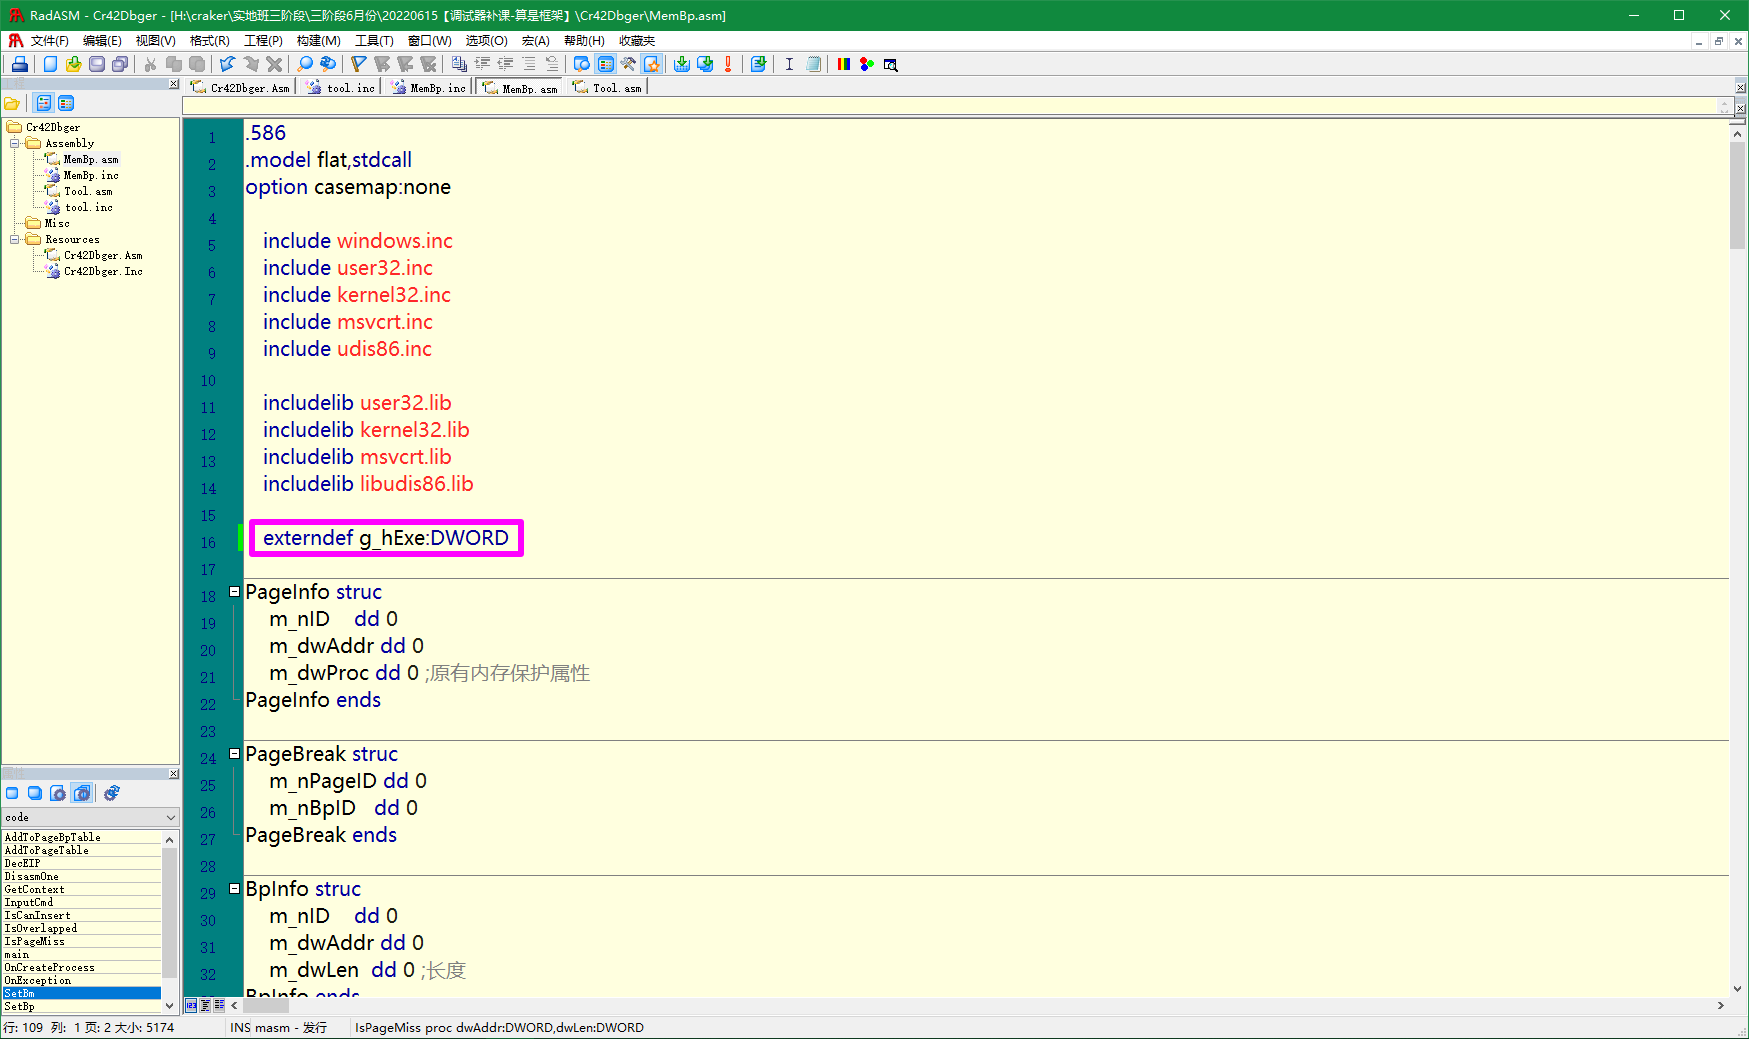 RadASM - Cr42Dbger - [H:\craker\实地班三阶段\三阶段6月份\20220615【调试器补课-算是框架】\Cr42Dbger\MemBp.asm]
文件(F) 编辑(E) 视图(V) 格式(R) 工程(P) 构建(M) 工具(T) 窗口(W) 选项(O) 宏(A) 帮助(H) 收藏夹
Cr42Dbger.Asm tool.inc MemBp.inc MemBp.asm Tool.asm
Cr42Dbger
Assembly
MemBp.asm
MemBp.inc
Tool.asm
tool.inc
Misc
Resources
Cr42Dbger.Asm
Cr42Dbger.Inc
code
AddToPageBpTable
AddToPageTable
DecEIP
DisasmOne
GetContext
InputCmd
IsCanInsert
IsOverlapped
IsPageMiss
main
OnCreateProcess
OnException
SetBm
SetBp
1 .586
2 .model flat,stdcall
3 option casemap:none
4
5 include windows.inc
6 include user32.inc
7 include kernel32.inc
8 include msvcrt.inc
9 include udis86.inc
10
11 includelib user32.lib
12 includelib kernel32.lib
13 includelib msvcrt.lib
14 includelib libudis86.lib
15
16 externdef g_hExe:DWORD
17
18 PageInfo struc
19 m_nID dd 0
20 m_dwAddr dd 0
21 m_dwProc dd 0 ;原有内存保护属性
22 PageInfo ends
23
24 PageBreak struc
25 m_nPageID dd 0
26 m_nBpID dd 0
27 PageBreak ends
28
29 BpInfo struc
30 m_nID dd 0
31 m_dwAddr dd 0
32 m_dwLen dd 0 ;长度
BpInfo ends
行: 109 列: 1 页: 2 大小: 5174 INS masm - 发行 IsPageMiss proc dwAddr:DWORD,dwLen:DWORD